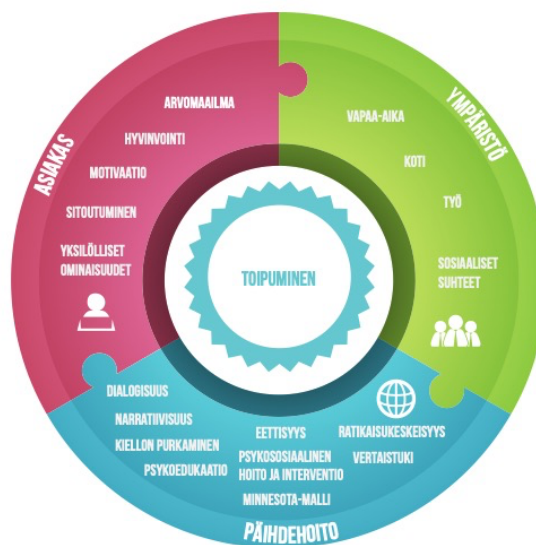 ASIAKAS
ARVOMAAILMA
HYVINVOINTI
MOTIVAATIO
SITOUTUMINEN
YKSILÖLLISET
OMINAISUUDET
YMPÄRISTÖ
VAPAA-AIKA
KOTI
TYÖ
SOSIAALISET
SUHTEET
TOIPUMINEN
DIALOGISUUS
NARRATIIVISUUS
KIELLON PURKAMINEN
PSYKOEDUKAATIO
EETTISYYS
PSYKOSOSIAALINEN
HOITO JA INTERVENTIO
MINNESOTA-MALLI
RATIKAISUKESKEISYYS
VERTAISTUKI
PÄIHDEHOITO